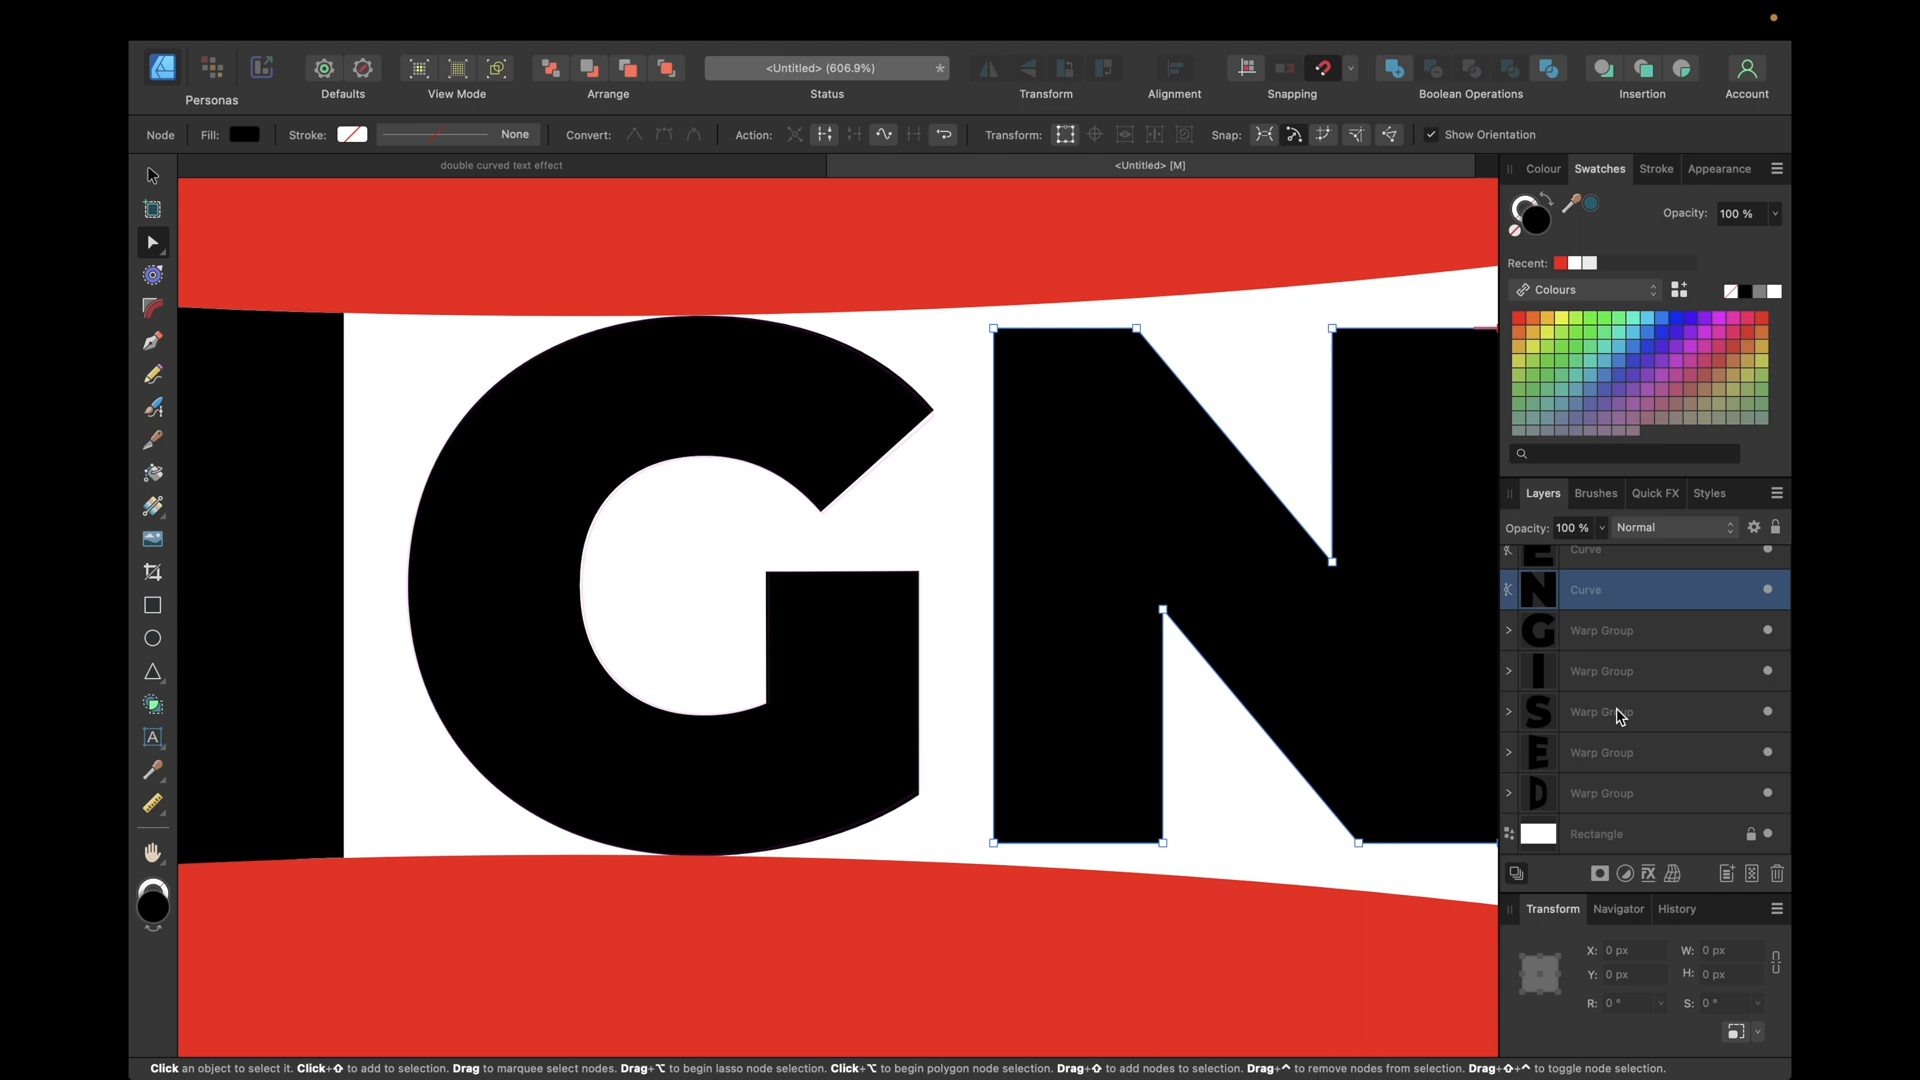 <Untitled> (606.9%) *
Personas Defaults View Mode Arrange Status Transform Alignment Snapping Boolean Operations Insertion Account
Node Fill: Stroke: None Convert: Action: Transform: Snap: Show Orientation
double curved text effect <Untitled> [M]
Colour Swatches Stroke Appearance
Opacity: 100 %
Recent:
Colours
IGN
Layers Brushes Quick FX Styles
Opacity: 100 % Normal
Curve
Curve
Warp Group
Warp Group
Warp Group
Warp Group
Warp Group
Rectangle
Transform Navigator History
X: 0 px W: 0 px
Y: 0 px H: 0 px
R: 0 ° S: 0 °
Click an object to select it. Click+⇧ to add to selection. Drag to marquee select nodes. Drag+⌥ to begin lasso node selection. Click+⌥ to begin polygon node selection. Drag+⇧ to add nodes to selection. Drag+^ to remove nodes from selection. Drag+⇧+^ to toggle node selection.